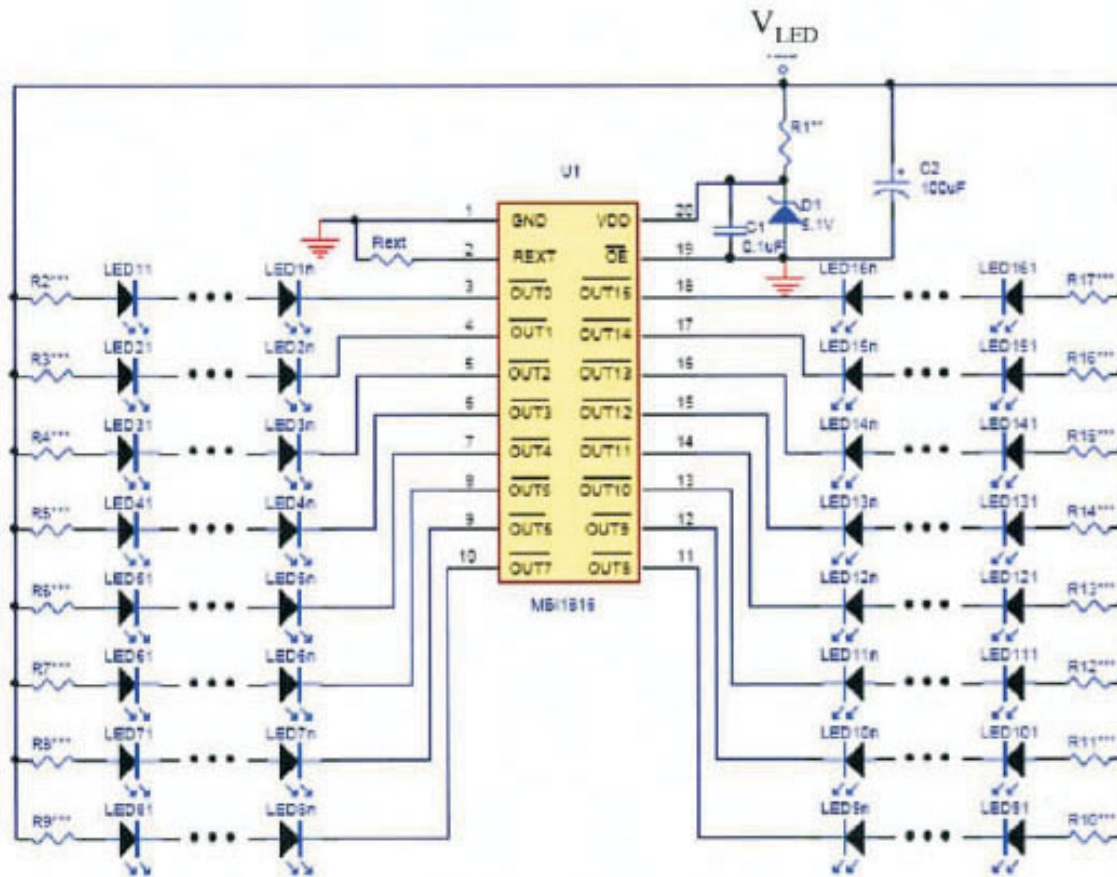 V LED
R1**
C2
100uF
U1
D1
5.1V
C1
0.1uF
1 GND VDD 20
Rext
2 REXT OE 19
3 OUT0 OUT15 18
4 OUT1 OUT14 17
5 OUT2 OUT13 16
6 OUT3 OUT12 15
7 OUT4 OUT11 14
8 OUT5 OUT10 13
9 OUT6 OUT9 12
10 OUT7 OUT8 11
R2*** LED11 LED1n LED16n LED161 R17***
R3*** LED21 LED2n LED15n LED151 R16***
R4*** LED31 LED3n LED14n LED141 R15***
R5*** LED41 LED4n LED13n LED131 R14***
R6*** LED51 LED5n LED12n LED121 R13***
R7*** LED61 LED6n LED11n LED111 R12***
R8*** LED71 LED7n LED10n LED101 R11***
R9*** LED81 LED8n LED9n LED91 R10***